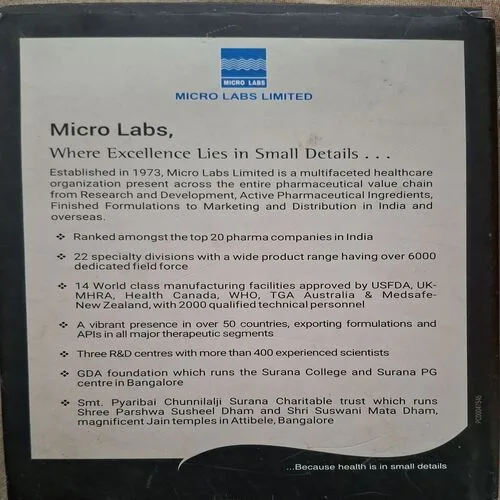 MICRO LABS
MICRO LABS LIMITED
Micro Labs,
Where Excellence Lies in Small Details . . .
Established in 1973, Micro Labs Limited is a multifaceted healthcare
organization present across the entire pharmaceutical value chain
from Research and Development, Active Pharmaceutical Ingredients,
Finished Formulations to Marketing and Distribution in India and
overseas.
❖ Ranked amongst the top 20 pharma companies in India
❖ 22 specialty divisions with a wide product range having over 6000
dedicated field force
❖ 14 World class manufacturing facilities approved by USFDA, UK-
MHRA, Health Canada, WHO, TGA Australia & Medsafe-
New Zealand, with 2000 qualified technical personnel
❖ A vibrant presence in over 50 countries, exporting formulations and
APIs in all major therapeutic segments
❖ Three R&D centres with more than 400 experienced scientists
❖ GDA foundation which runs the Surana College and Surana PG
centre in Bangalore
❖ Smt. Pyaribai Chunnilalji Surana Charitable trust which runs
Shree Parshwa Susheel Dham and Shri Suswani Mata Dham,
magnificent Jain temples in Attibele, Bangalore
...Because health is in small details